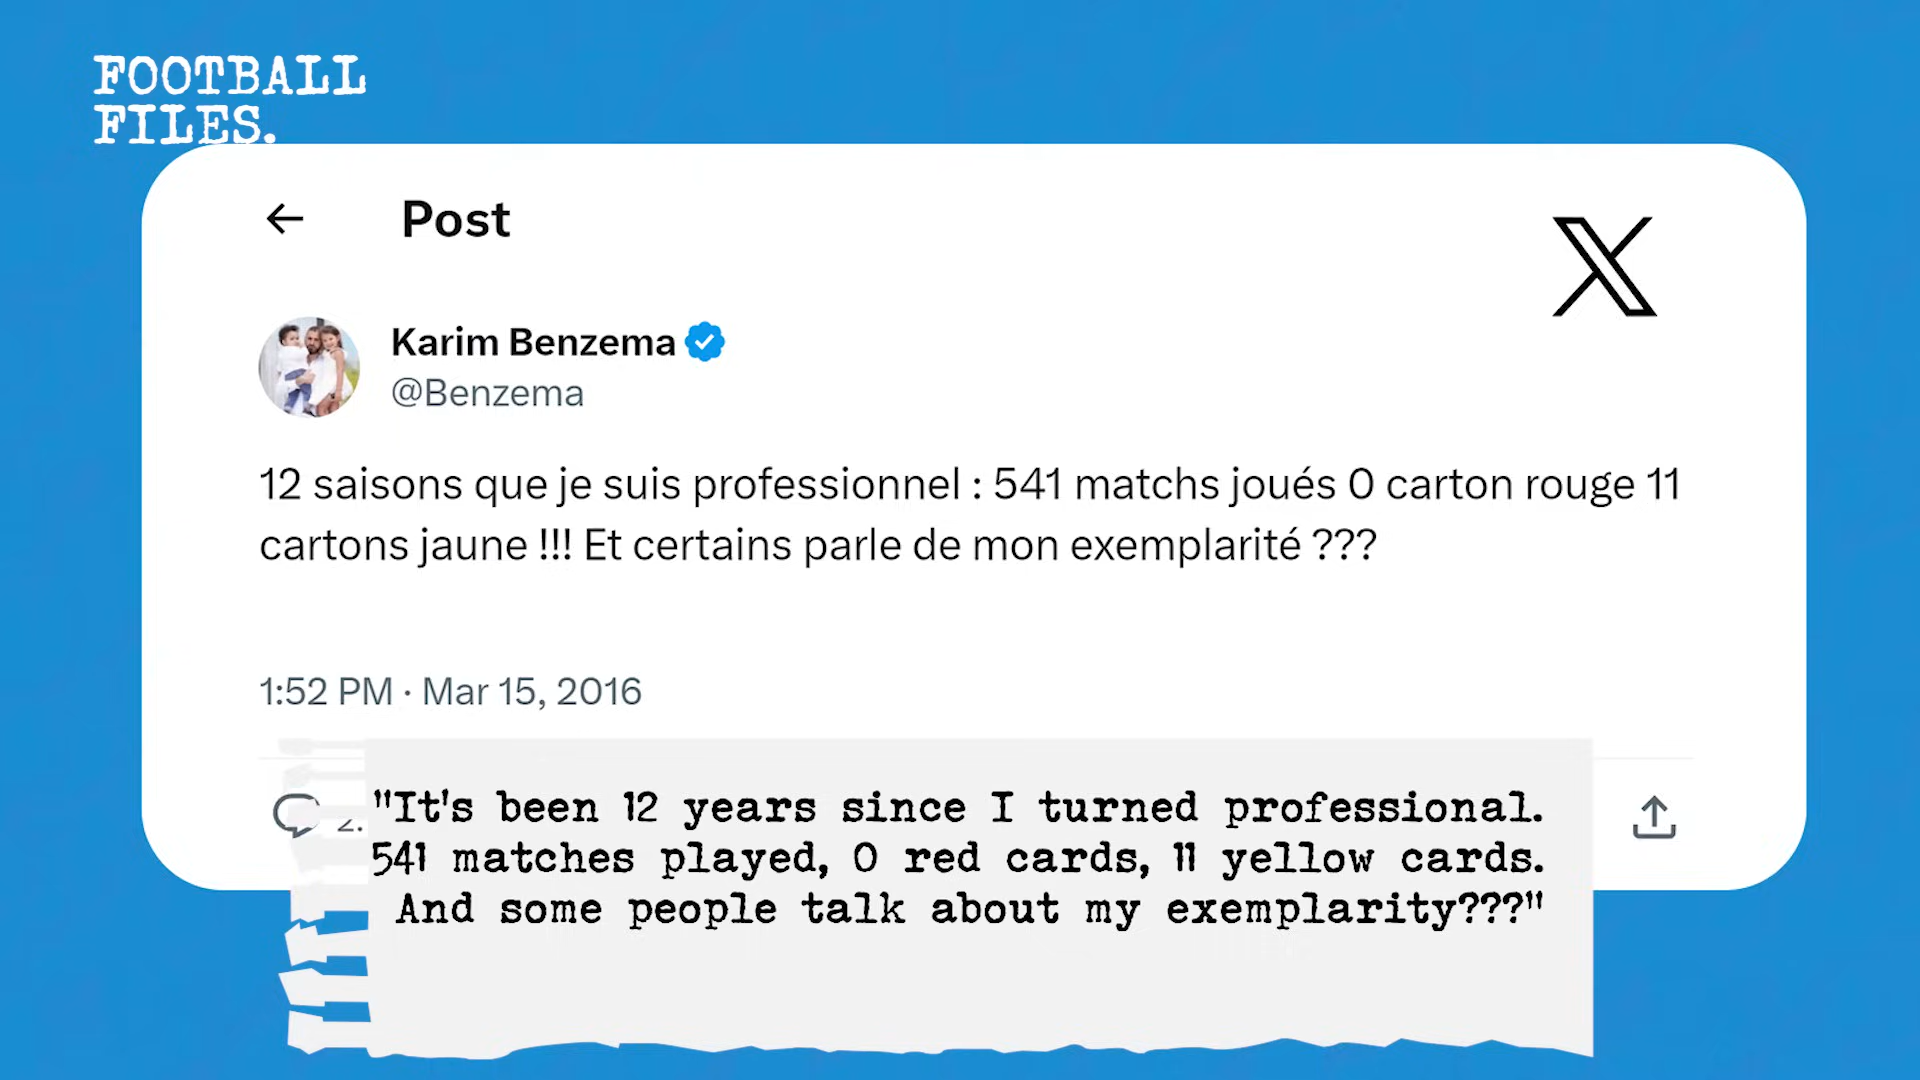 FOOTBALL
FILES.
Post
Karim Benzema
@Benzema
12 saisons que je suis professionnel : 541 matchs joués 0 carton rouge 11
cartons jaune !!! Et certains parle de mon exemplarité ???
1:52 PM · Mar 15, 2016
"It's been 12 years since I turned professional.
541 matches played, 0 red cards, 11 yellow cards.
And some people talk about my exemplarity???"